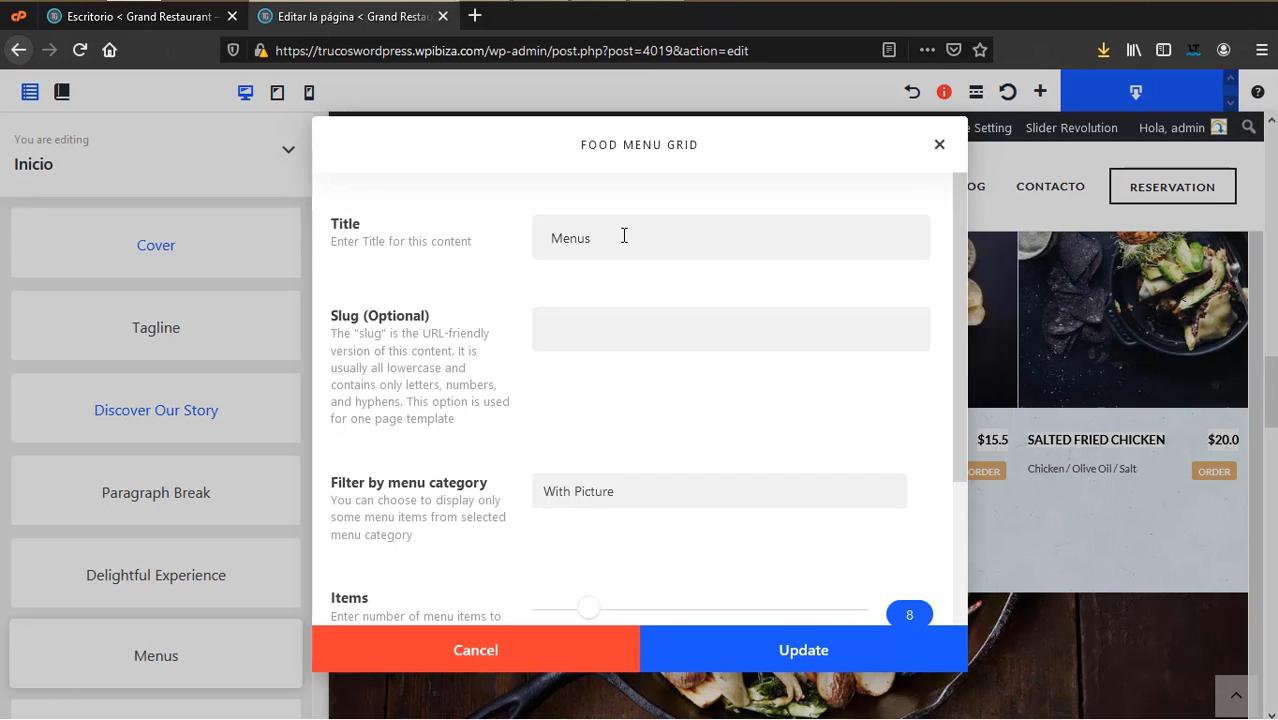 Escritorio < Grand Restaurant —
Editar la página < Grand Restau
https://trucoswordpress.wpibiza.com/wp-admin/post.php?post=4019&action=edit
You are editing
Inicio
Cover
Tagline
Discover Our Story
Paragraph Break
Delightful Experience
Menus
FOOD MENU GRID
Title
Enter Title for this content
Menus
Slug (Optional)
The "slug" is the URL-friendly
version of this content. It is
usually all lowercase and
contains only letters, numbers,
and hyphens. This option is used
for one page template
Filter by menu category
You can choose to display only
some menu items from selected
menu category
With Picture
Items
Enter number of menu items to
8
Cancel
Update
e Setting
Slider Revolution
Hola, admin
OG
CONTACTO
RESERVATION
$15.5
SALTED FRIED CHICKEN
$20.0
ORDER
Chicken / Olive Oil / Salt
ORDER